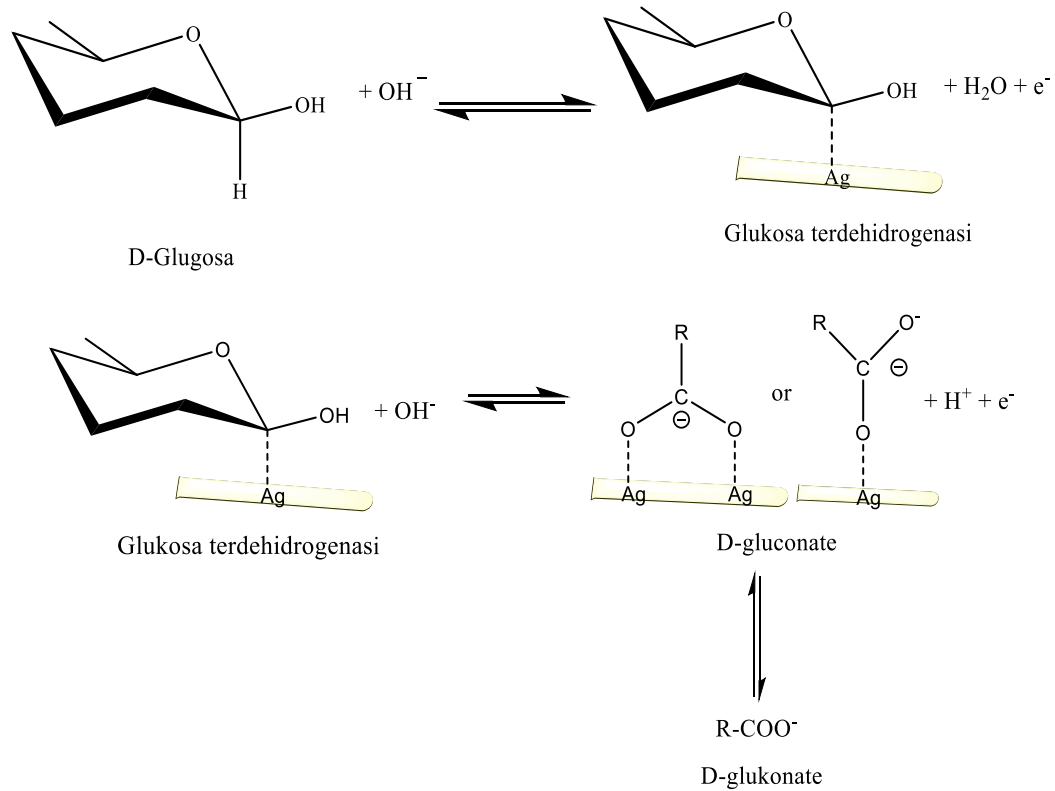 O
OH
H
+ OH⁻
O
OH
Ag
+ H₂O + e⁻
D-Glugosa
Glukosa terdehidrogenasi
O
OH
Ag
+ OH⁻
R
C
⊖
O
O
Ag
Ag
or
R
O⁻
C
⊖
O
Ag
+ H⁺ + e⁻
Glukosa terdehidrogenasi
D-gluconate
R-COO⁻
D-glukonate